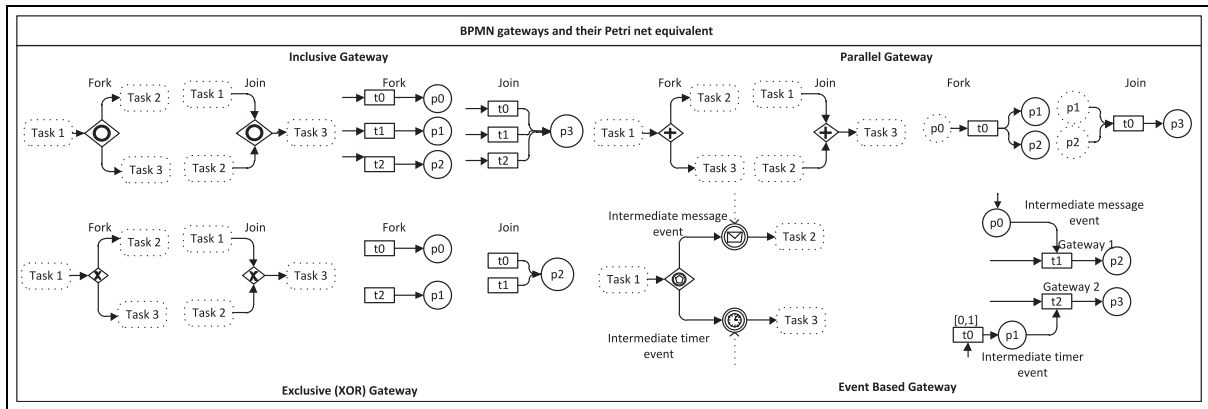 BPMN gateways and their Petri net equivalent
Inclusive Gateway
Fork
Join
Task 1
Task 2
Task 3
Task 1
Task 2
Task 3
Fork
t0
p0
t1
p1
t2
p2
Join
t0
t1
t2
p3
Parallel Gateway
Fork
Join
Task 1
Task 2
Task 3
Task 1
Task 2
Task 3
Fork
p0
t0
p1
p2
Join
p1
p2
t0
p3
Fork
Join
Task 1
Task 2
Task 3
Task 1
Task 2
Task 3
Fork
t0
p0
t2
p1
Join
t0
t1
p2
Exclusive (XOR) Gateway
Intermediate message
event
Task 1
Task 2
Task 3
Intermediate timer
event
p0
Intermediate message
event
Gateway 1
t1
p2
Gateway 2
t2
p3
[0,1]
t0
p1
Intermediate timer
event
Event Based Gateway